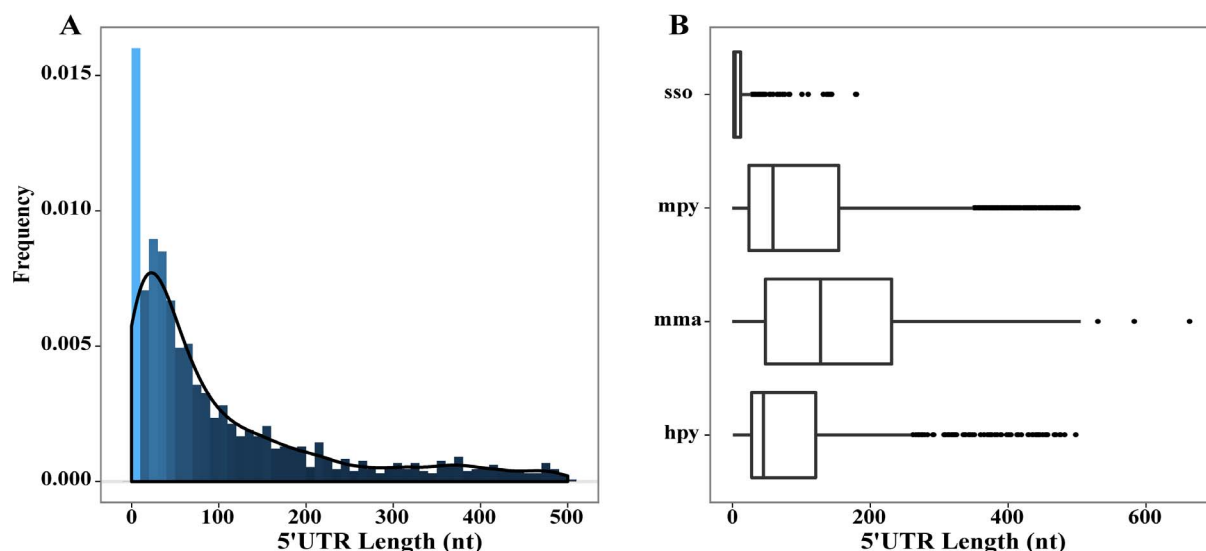 A
0.015
0.010
0.005
0.000
Frequency
0 100 200 300 400 500
5'UTR Length (nt)
B
sso
mpy
mma
hpy
0 200 400 600
5'UTR Length (nt)